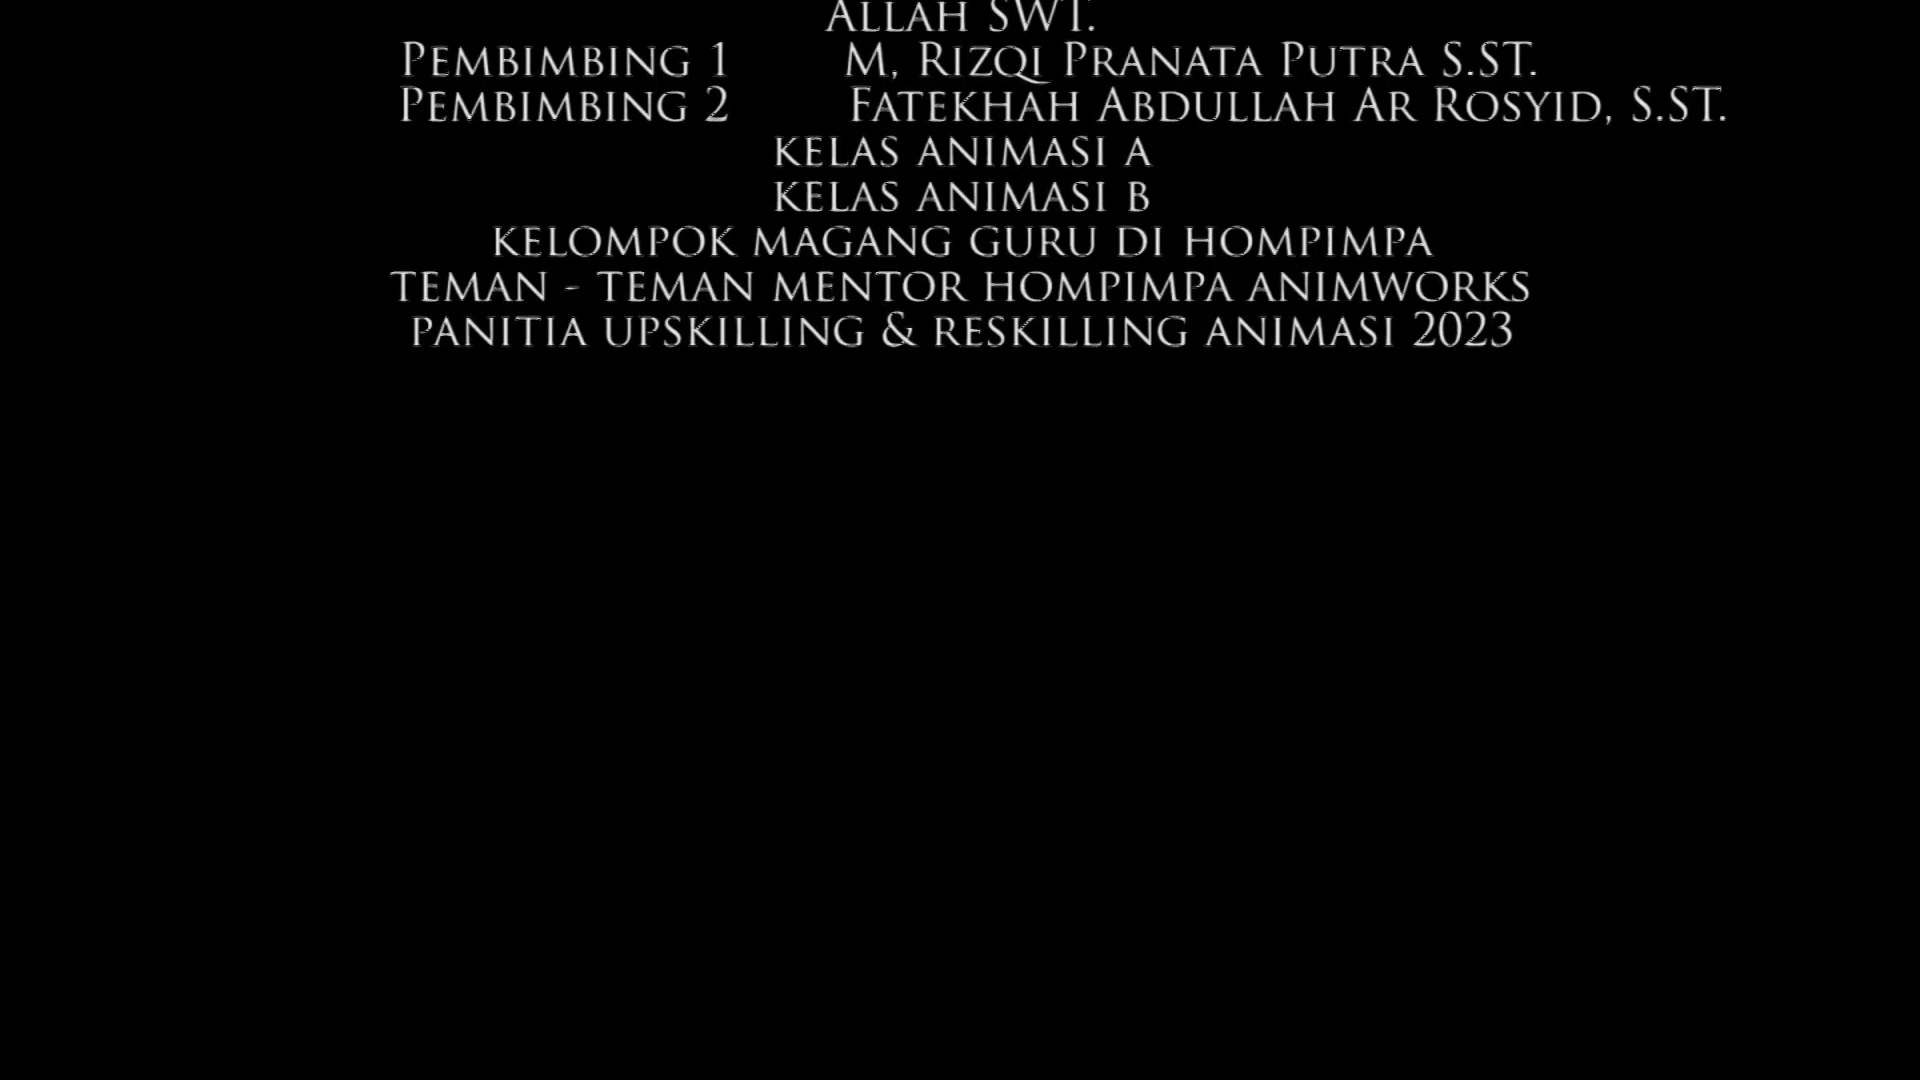 Allah SWT.
Pembimbing 1 M, Rizqi Pranata Putra S.ST.
Pembimbing 2 Fatekhah Abdullah Ar Rosyid, S.ST.
KELAS ANIMASI A
KELAS ANIMASI B
KELOMPOK MAGANG GURU DI HOMPIMPA
TEMAN - TEMAN MENTOR HOMPIMPA ANIMWORKS
PANITIA UPSKILLING & RESKILLING ANIMASI 2023